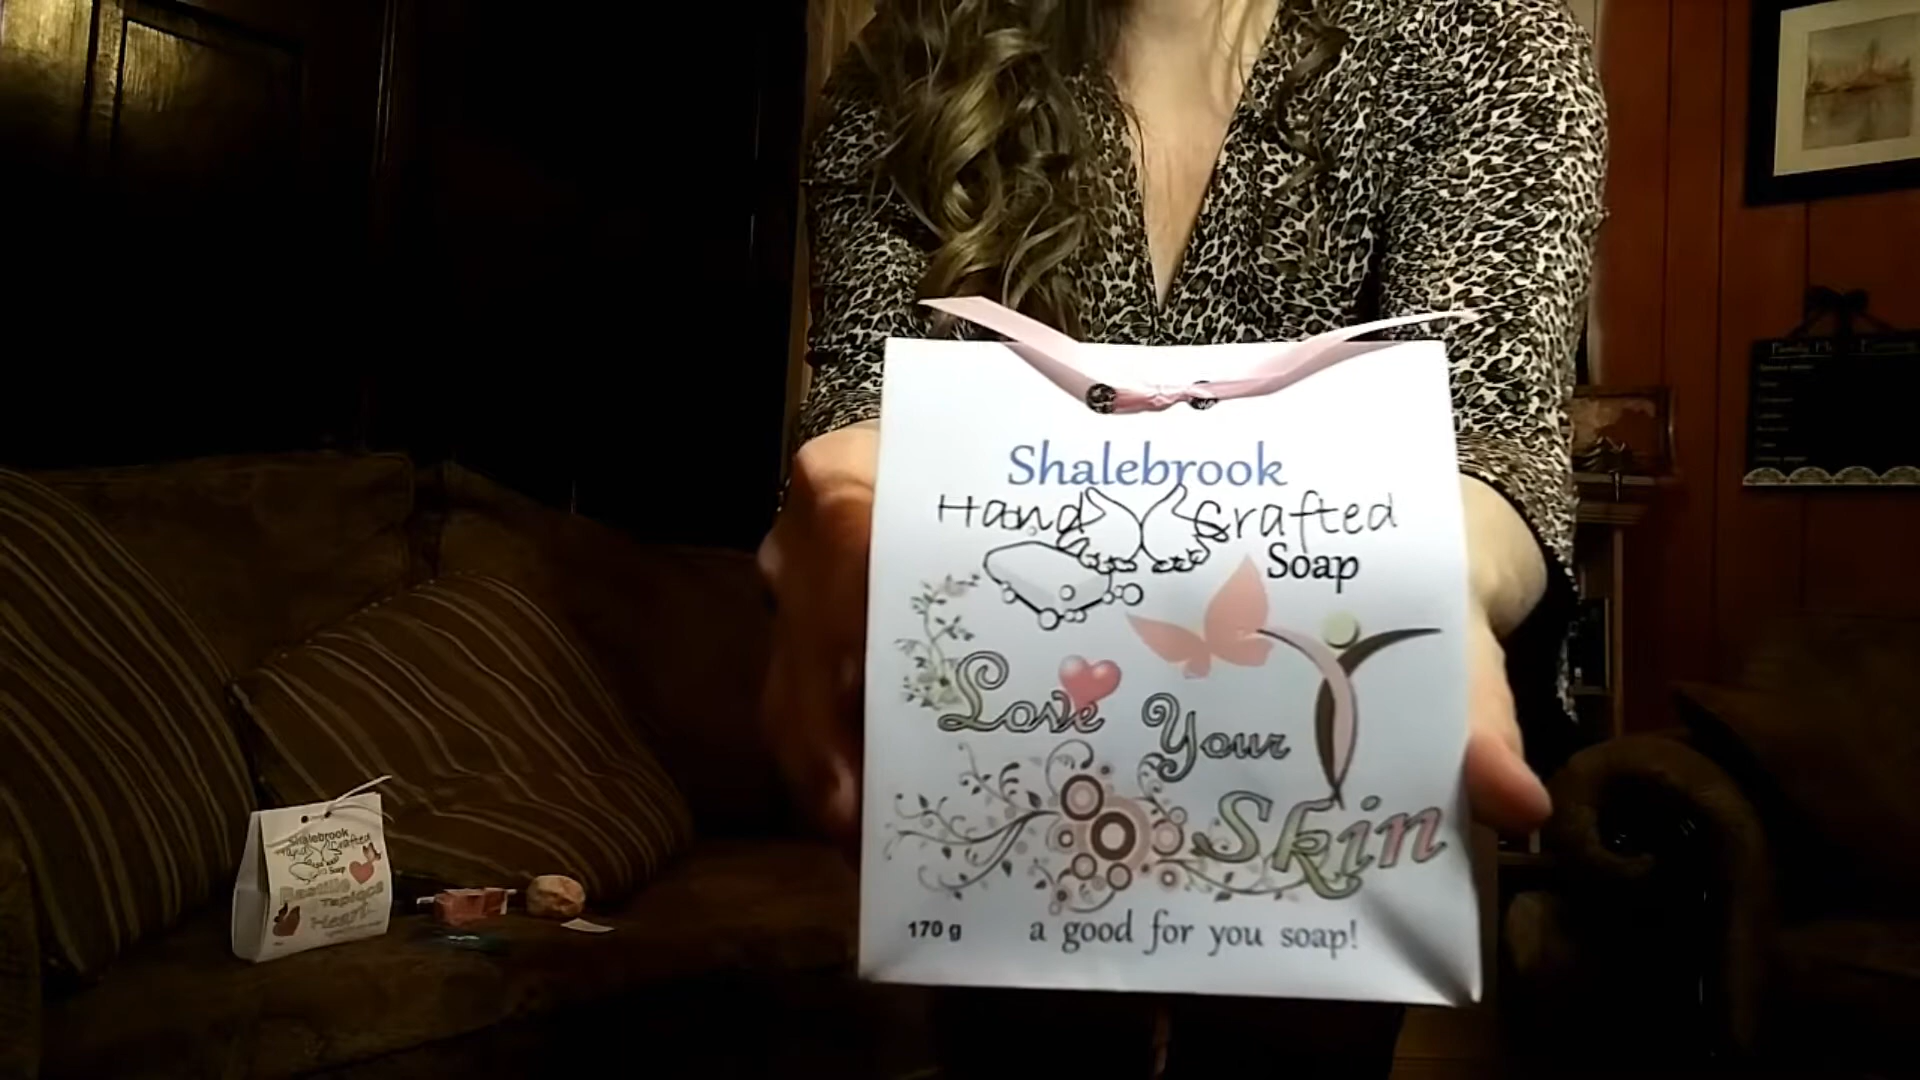 Shalebrook
Hand Crafted
Soap
Love Your
Skin
170 g
a good for you soap!
Shalebrook
Hand Crafted
Soap
Heart